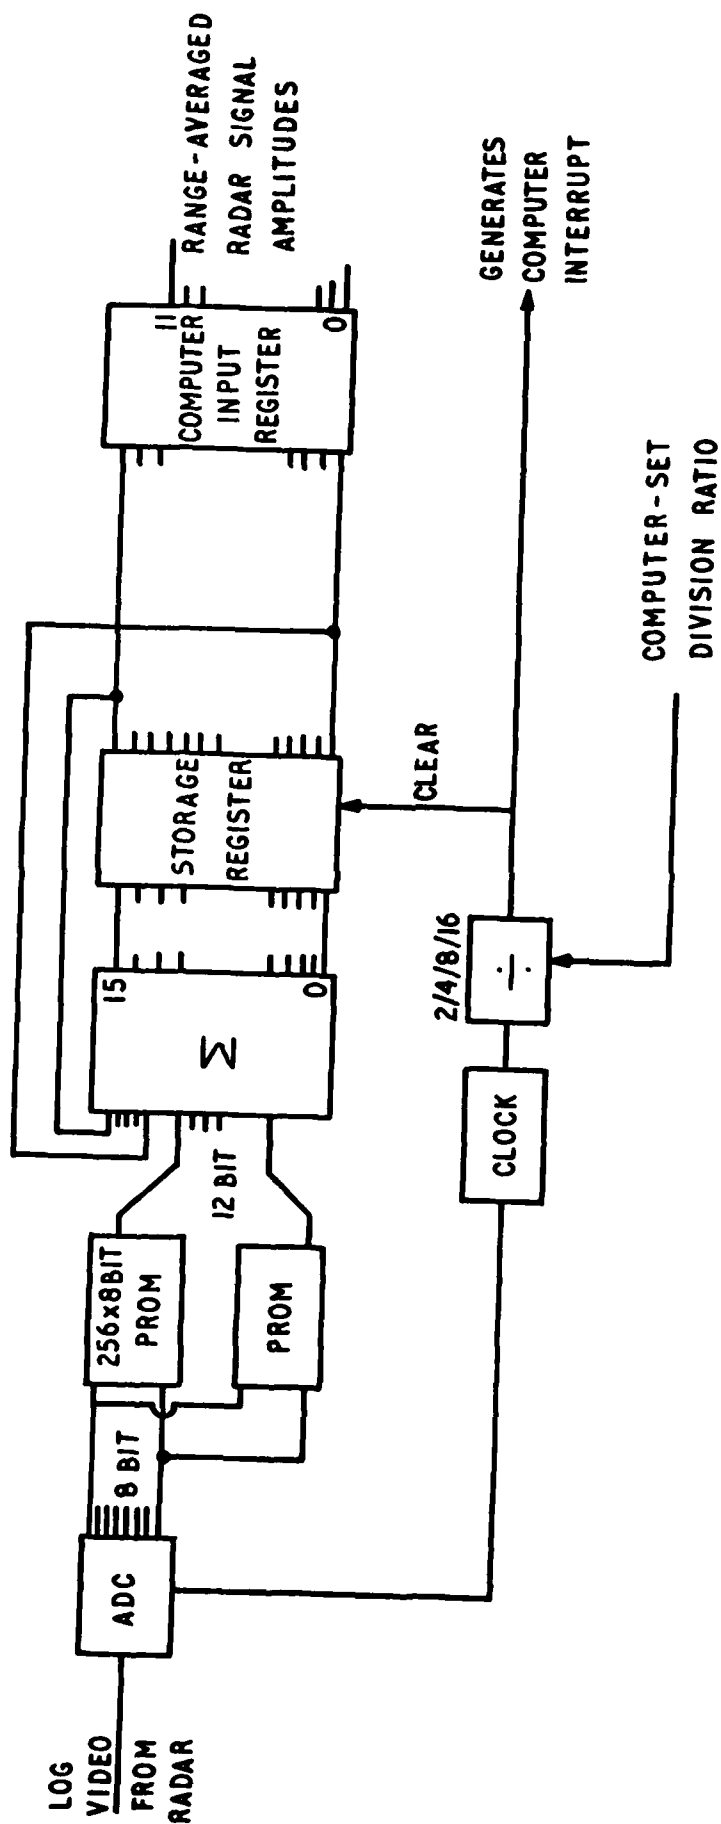 LOG
VIDEO
FROM
RADAR
ADC
8 BIT
256x8BIT
PROM
PROM
12 BIT
Σ
15
0
STORAGE
REGISTER
11
COMPUTER
INPUT
REGISTER
0
RANGE-AVERAGED
RADAR SIGNAL
AMPLITUDES
CLOCK
2/4/8/16
÷
CLEAR
GENERATES
COMPUTER
INTERRUPT
COMPUTER-SET
DIVISION RATIO